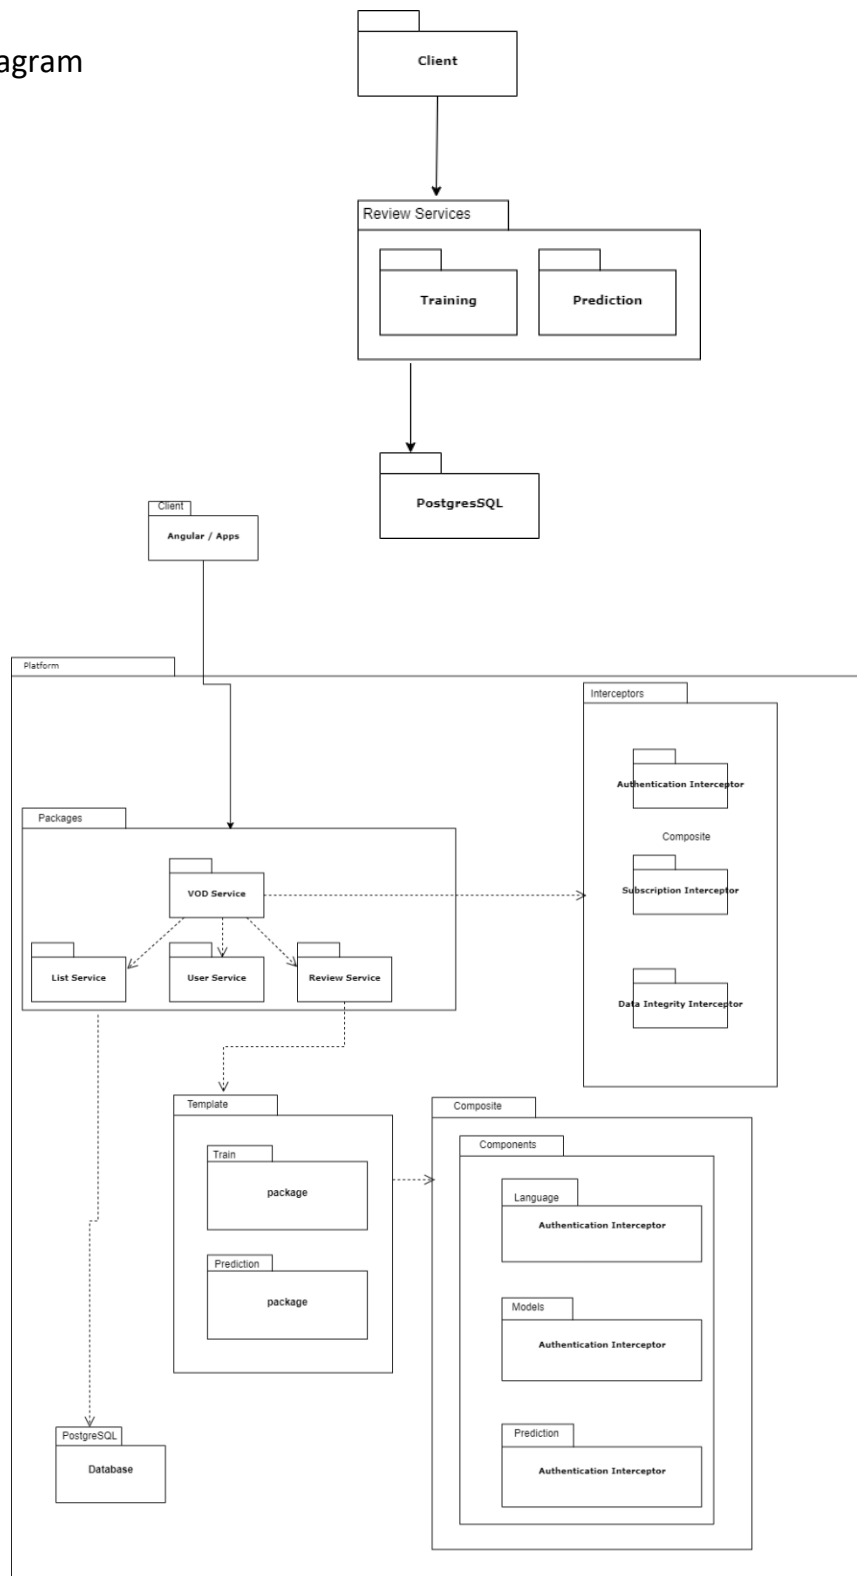 agram
Client
Review Services
Training
Prediction
PostgresSQL
Client
Angular / Apps
Platform
Interceptors
Authentication Interceptor
Composite
Subscription Interceptor
Data Integrity Interceptor
Packages
VOD Service
List Service
User Service
Review Service
Template
Train
package
Prediction
package
Composite
Components
Language
Authentication Interceptor
Models
Authentication Interceptor
Prediction
Authentication Interceptor
PostgreSQL
Database